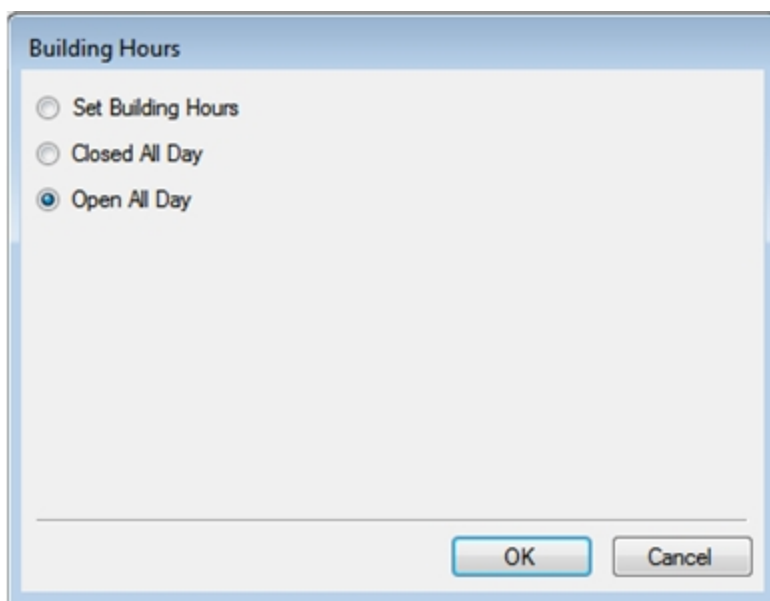 Building Hours
Set Building Hours
Closed All Day
Open All Day
OK Cancel